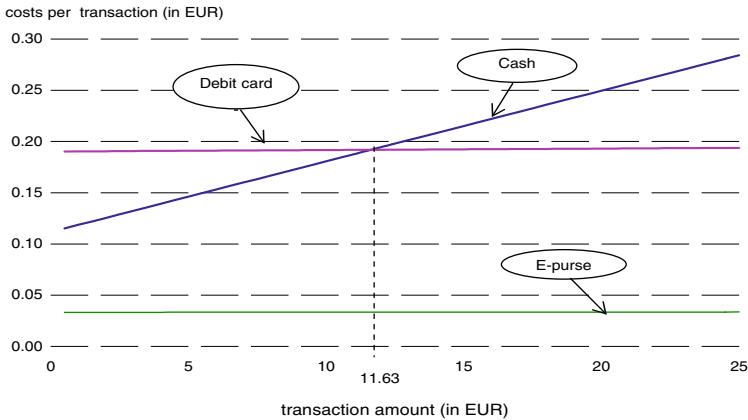 costs per transaction (in EUR)
0.30
Cash
0.25
Debit card
0.20
0.15
0.10
E-purse
0.05
0.00
0 5 10 15 20 25
11.63
transaction amount (in EUR)